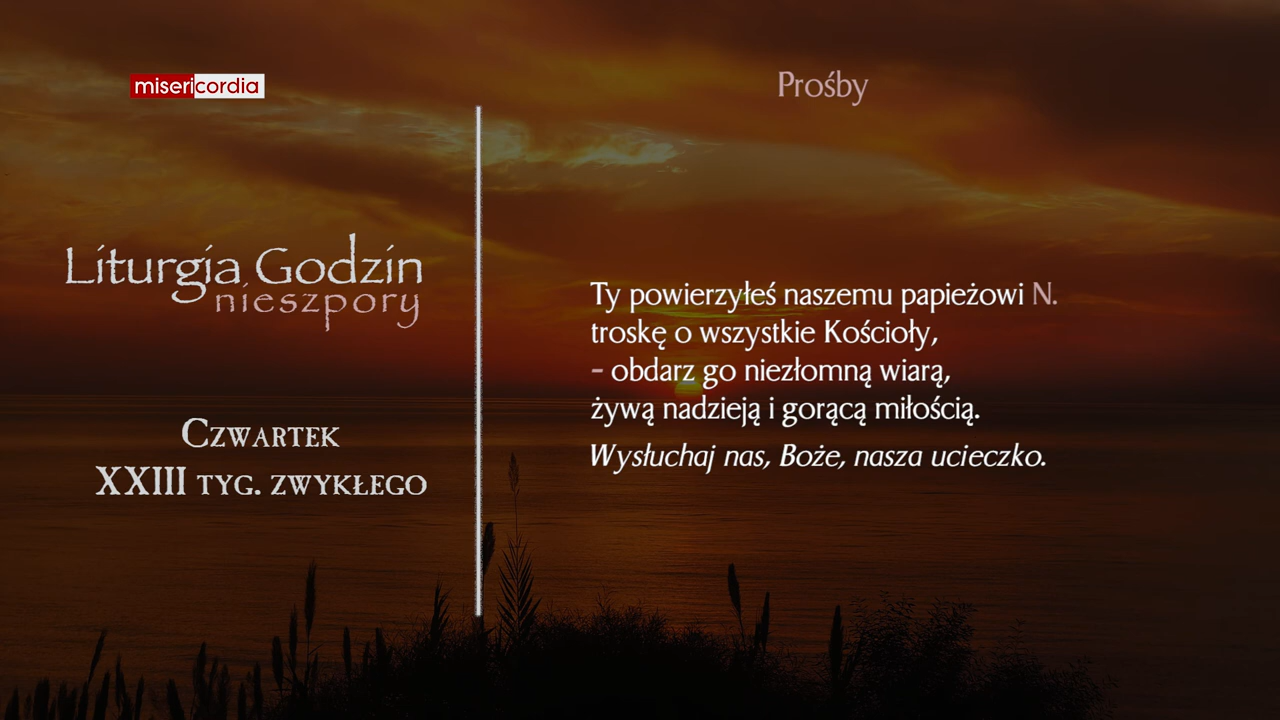 misericordia
Liturgia Godzin
nieszpory
Czwartek
XXIII tyg. zwykłego
Prośby
Ty powierzyłeś naszemu papieżowi N.
troskę o wszystkie Kościoły,
- obdarz go niezłomną wiarą,
żywą nadzieją i gorącą miłością.
Wysłuchaj nas, Boże, nasza ucieczko.